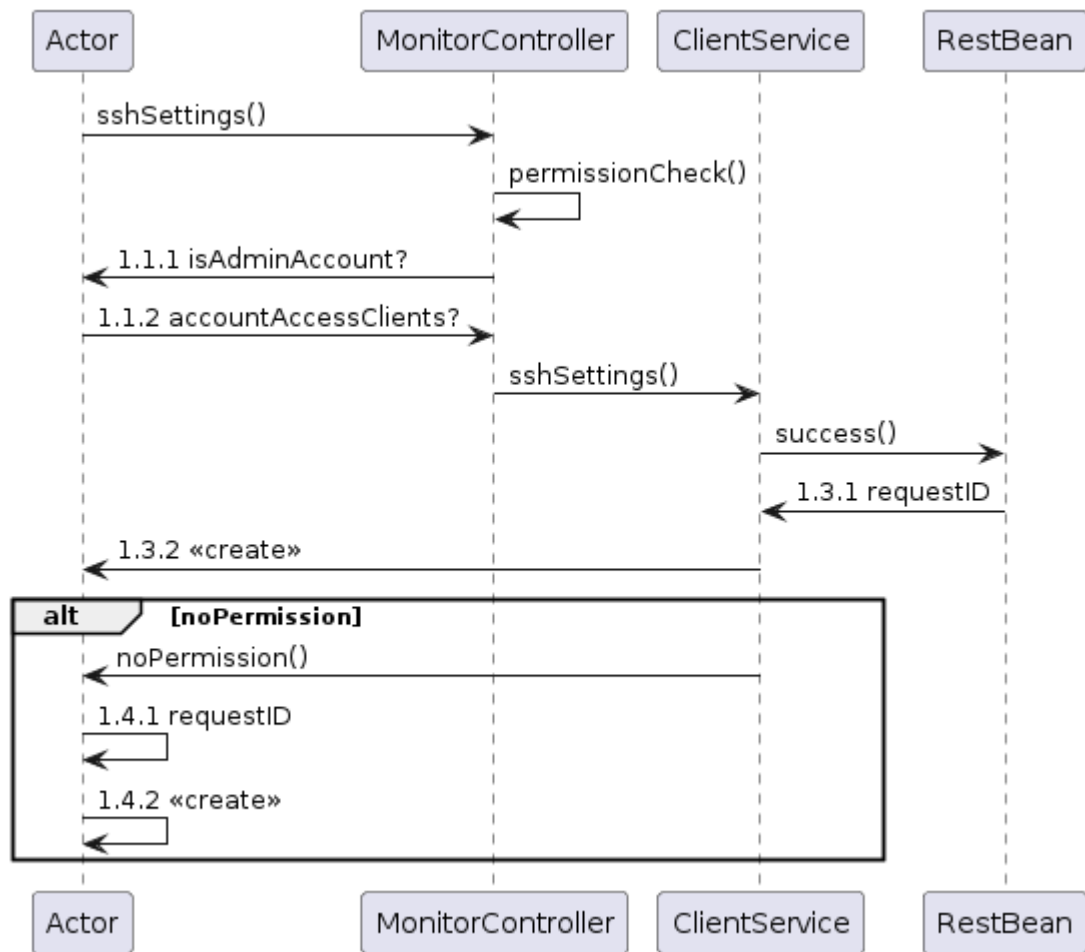 Actor MonitorController ClientService RestBean
sshSettings()
permissionCheck()
1.1.1 isAdminAccount?
1.1.2 accountAccessClients?
sshSettings()
success()
1.3.1 requestID
1.3.2 «create»
alt [noPermission]
noPermission()
1.4.1 requestID
1.4.2 «create»
Actor MonitorController ClientService RestBean